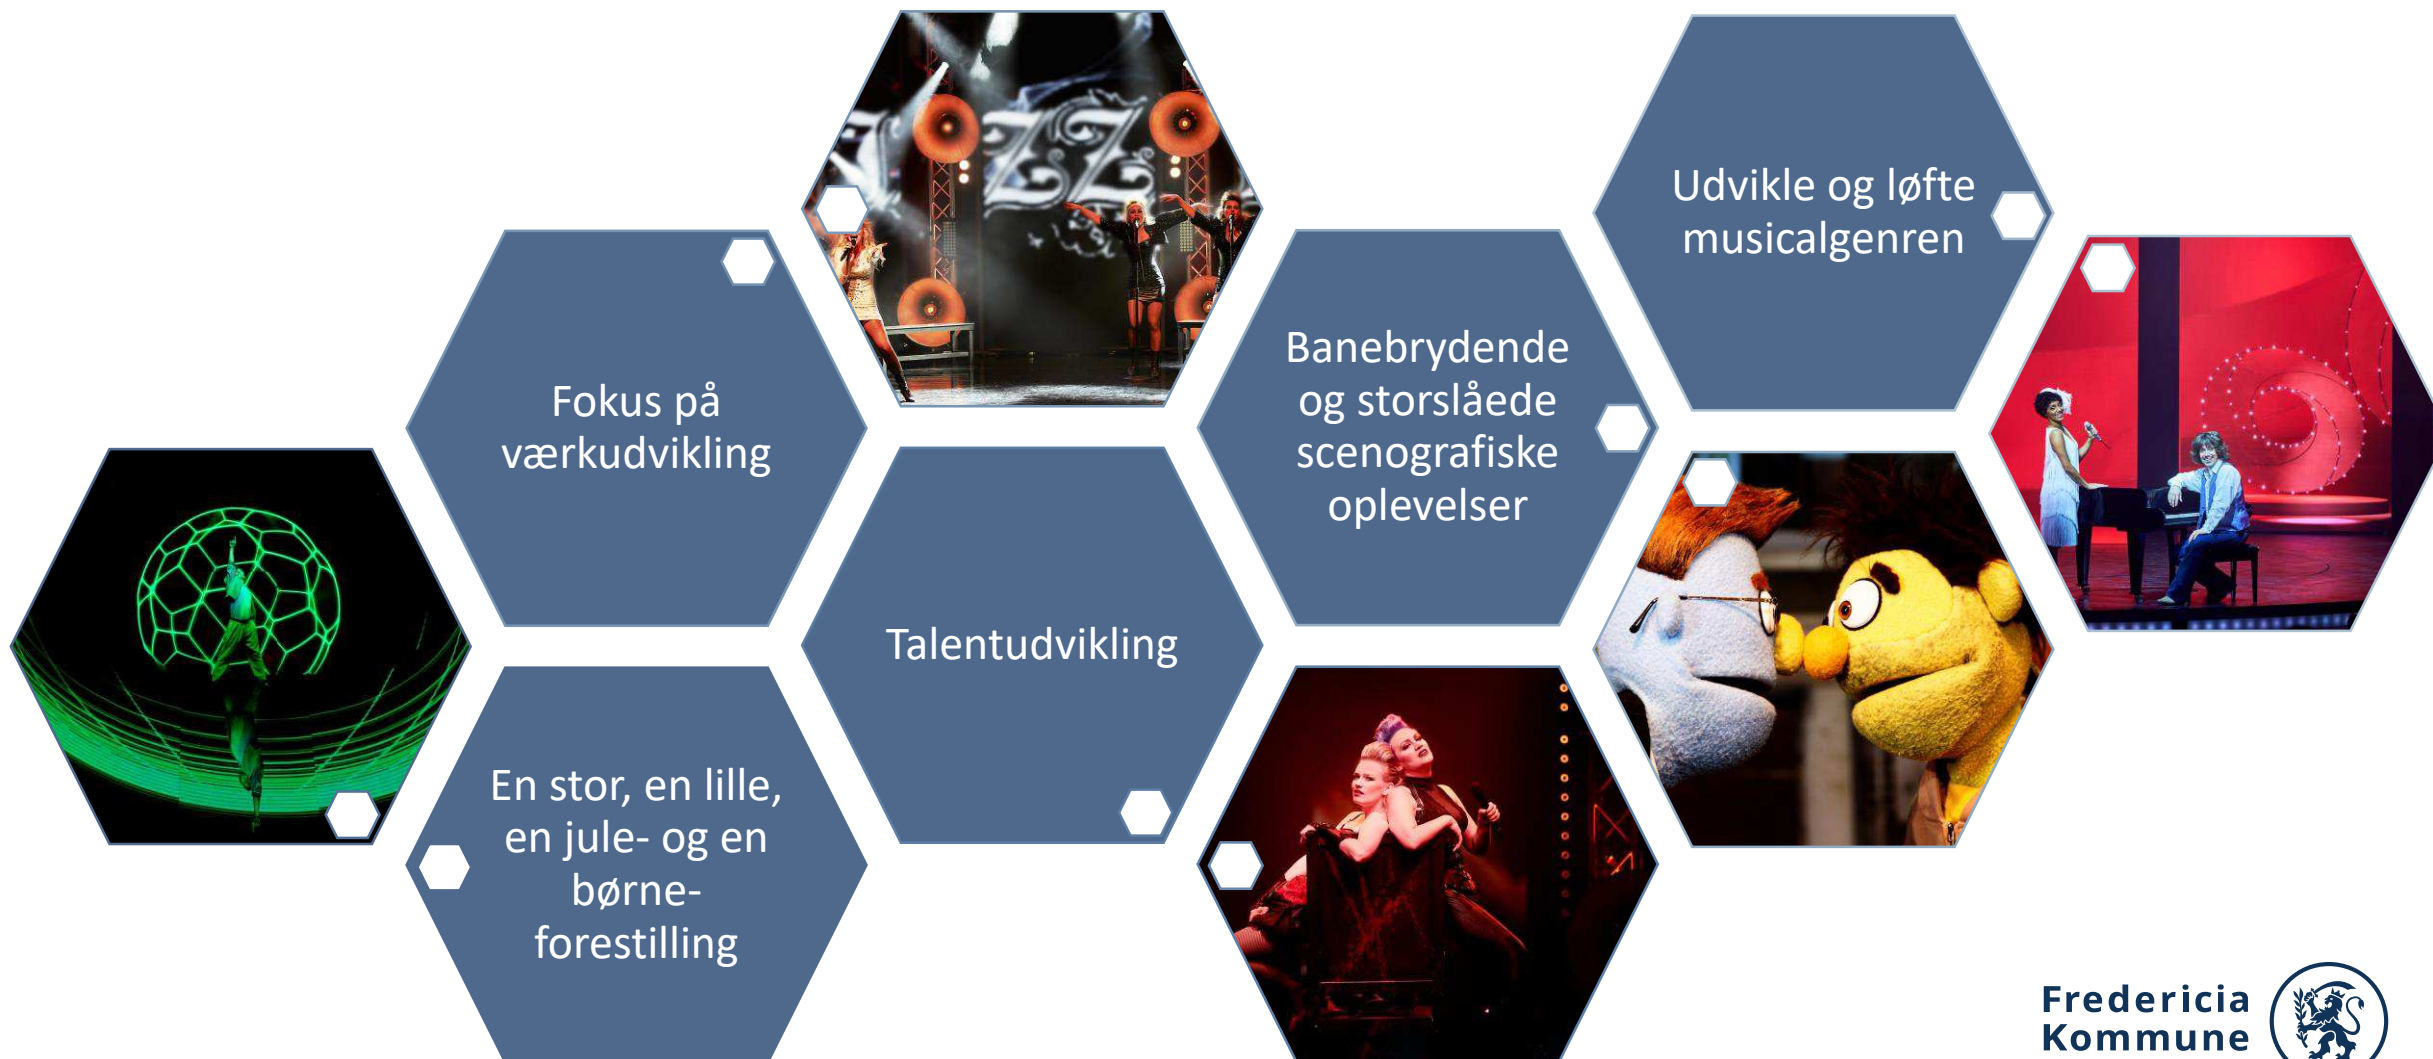 Fokus på
værkudvikling
En stor, en lille,
en jule- og en
børne-
forestilling
ZZ
Talentudvikling
Banebrydende
og storslåede
scenografiske
oplevelser
Udvikle og løfte
musicalgenren
Fredericia
Kommune